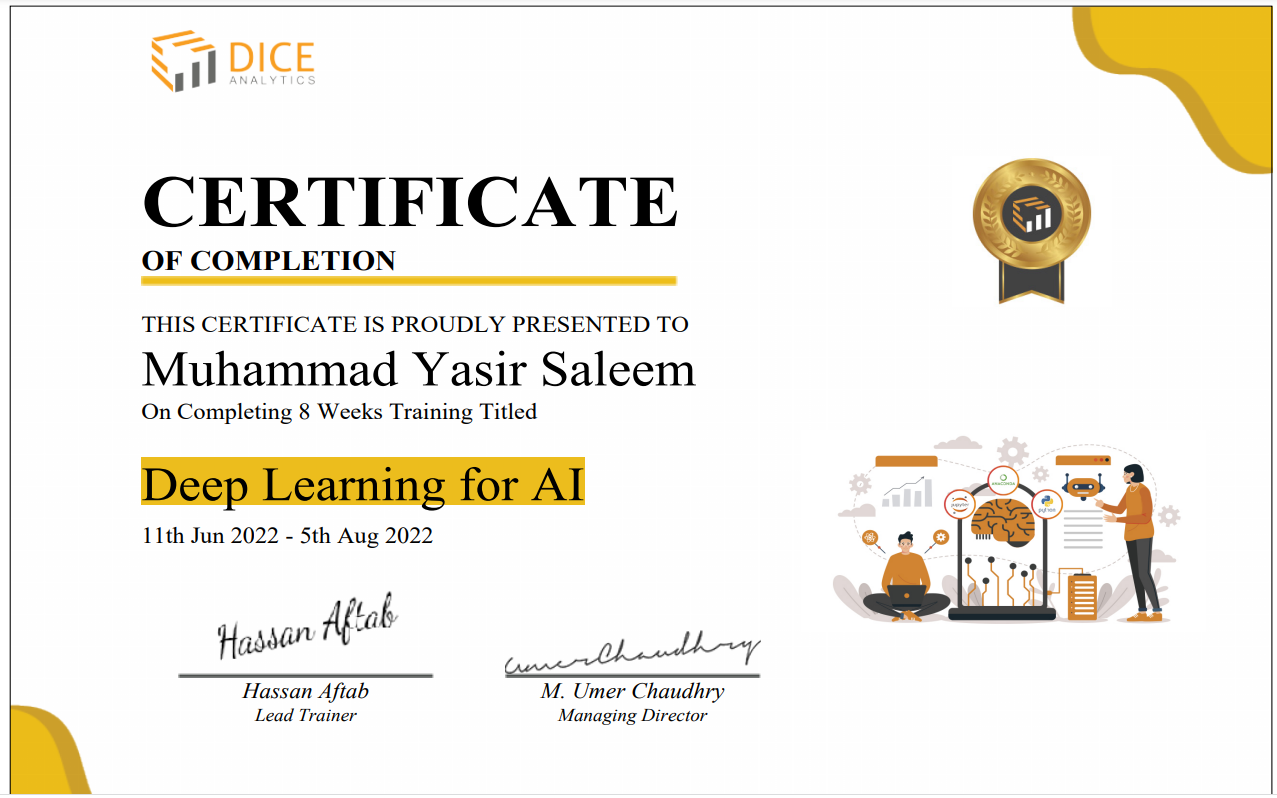 DICE
ANALYTICS
CERTIFICATE
OF COMPLETION
THIS CERTIFICATE IS PROUDLY PRESENTED TO
Muhammad Yasir Saleem
On Completing 8 Weeks Training Titled
Deep Learning for AI
11th Jun 2022 - 5th Aug 2022
ANACONDA
jupyter
python
Hassan Aftab
umerChaudhry
Hassan Aftab
M. Umer Chaudhry
Lead Trainer
Managing Director